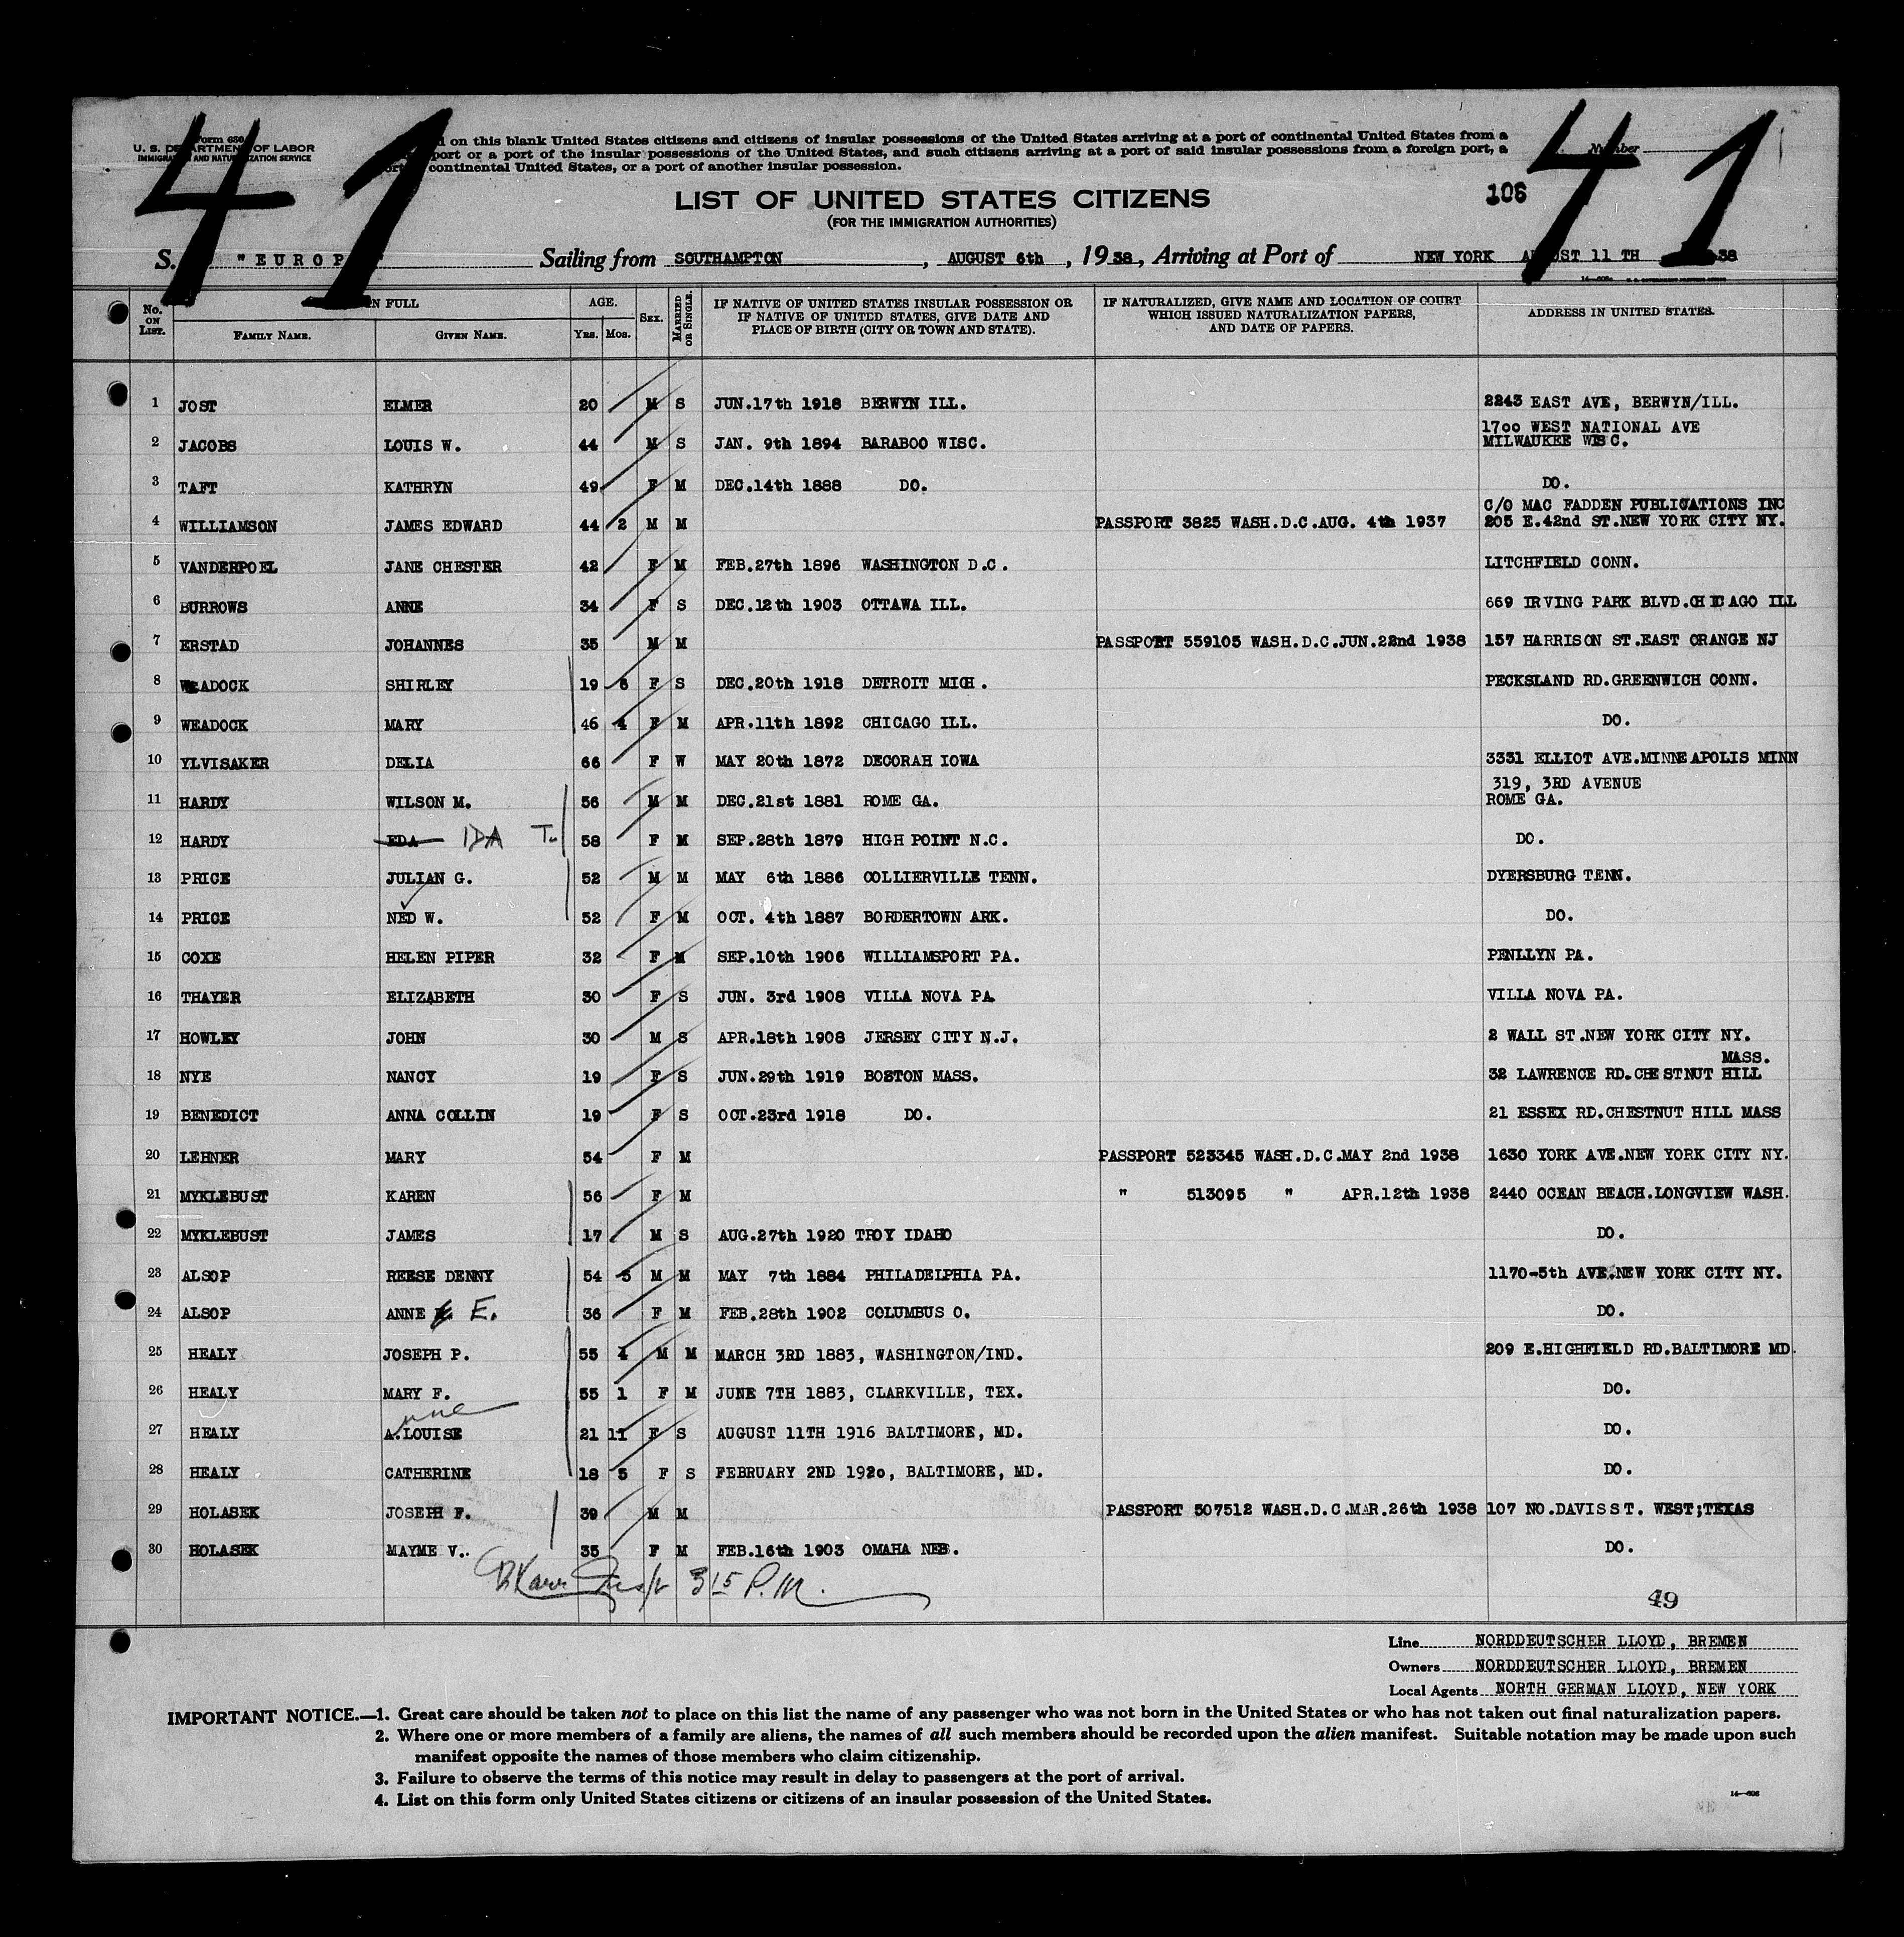 41 41
Form 630
U. S. DEPARTMENT OF LABOR
IMMIGRATION AND NATURALIZATION SERVICE
on this blank United States citizens and citizens of insular possessions of the United States arriving at a port of continental United States from a
port or a port of the insular possessions of the United States, and such citizens arriving at a port of said insular possessions from a foreign port, a
continental United States, or a port of another insular possession.
Number
LIST OF UNITED STATES CITIZENS
(FOR THE IMMIGRATION AUTHORITIES)
106
S. "EUROP Sailing from SOUTHAMPTON, AUGUST 6th, 1938, Arriving at Port of NEW YORK AUGUST 11 TH 38
No. ON LIST. IN FULL FAMILY NAME. GIVEN NAME. AGE. YRS. MOS. SEX. MARRIED OR SINGLE. IF NATIVE OF UNITED STATES INSULAR POSSESSION OR IF NATIVE OF UNITED STATES, GIVE DATE AND PLACE OF BIRTH (CITY OR TOWN AND STATE). IF NATURALIZED, GIVE NAME AND LOCATION OF COURT WHICH ISSUED NATURALIZATION PAPERS, AND DATE OF PAPERS. ADDRESS IN UNITED STATES.
1 JOST ELMER 20 M S JUN.17th 1918 BERWYN ILL. 2243 EAST AVE, BERWYN/ILL.
2 JACOBS LOUIS W. 44 M S JAN. 9th 1894 BARABOO WISC. 1700 WEST NATIONAL AVE
MILWAUKEE WISC.
3 TAFT KATHRYN 49 F M DEC.14th 1888 DO. DO.
C/O MAC FADDEN PUBLICATIONS INC
4 WILLIAMSON JAMES EDWARD 44 2 M M PASSPORT 3825 WASH.D.C.AUG. 4th 1937 205 E.42nd ST.NEW YORK CITY NY.
5 VANDERPOEL JANE CHESTER 42 F M FEB.27th 1896 WASHINGTON D.C. LITCHFIELD CONN.
6 BURROWS ANNE 34 F S DEC.12th 1903 OTTAWA ILL. 669 IRVING PARK BLVD.CHICAGO ILL
7 ERSTAD JOHANNES 35 M M PASSPORT 559105 WASH.D.C.JUN.22nd 1938 157 HARRISON ST.EAST ORANGE NJ
8 WEADOCK SHIRLEY 19 6 F S DEC.20th 1918 DETROIT MICH. PECKSLAND RD.GREENWICH CONN.
9 WEADOCK MARY 46 4 F M APR.11th 1892 CHICAGO ILL. DO.
10 YLVISAKER DELIA 66 F W MAY 20th 1872 DECORAH IOWA 3331 ELLIOT AVE.MINNEAPOLIS MINN
319, 3RD AVENUE
11 HARDY WILSON M. 56 M M DEC.21st 1881 ROME GA. ROME GA.
12 HARDY EDA IDA T. 58 F M SEP.28th 1879 HIGH POINT N.C. DO.
13 PRICE JULIAN G. 52 M M MAY 6th 1886 COLLIERVILLE TENN. DYERSBURG TENN.
14 PRICE NED W. 52 F M OCT. 4th 1887 BORDERTOWN ARK. DO.
15 COXE HELEN PIPER 32 F M SEP.10th 1906 WILLIAMSPORT PA. PENLLYN PA.
16 THAYER ELIZABETH 30 F S JUN. 3rd 1908 VILLA NOVA PA. VILLA NOVA PA.
17 HOWLEY JOHN 30 M S APR.18th 1908 JERSEY CITY N.J. 2 WALL ST.NEW YORK CITY NY.
MASS.
18 NYE NANCY 19 F S JUN.29th 1919 BOSTON MASS. 32 LAWRENCE RD.CHESTNUT HILL
19 BENEDICT ANNA COLLIN 19 F S OCT.23rd 1918 DO. 21 ESSEX RD.CHESTNUT HILL MASS
20 LEHNER MARY 54 F M PASSPORT 523345 WASH.D.C.MAY 2nd 1938 1630 YORK AVE.NEW YORK CITY NY.
21 MYKLEBUST KAREN 56 F M " 513095 " APR.12th 1938 2440 OCEAN BEACH.LONGVIEW WASH.
22 MYKLEBUST JAMES 17 M S AUG.27th 1920 TROY IDAHO DO.
23 ALSOP REESE DENNY 54 5 M M MAY 7th 1884 PHILADELPHIA PA. 1170-5th AVE.NEW YORK CITY NY.
24 ALSOP ANNE E. 36 F M FEB.28th 1902 COLUMBUS O. DO.
25 HEALY JOSEPH P. 55 4 M M MARCH 3RD 1883, WASHINGTON/IND. 209 E.HIGHFIELD RD.BALTIMORE MD.
26 HEALY MARY F. 55 1 F M JUNE 7TH 1883, CLARKVILLE, TEX. DO.
nne
27 HEALY A.LOUISE 21 11 F S AUGUST 11TH 1916 BALTIMORE, MD. DO.
28 HEALY CATHERINE 18 5 F S FEBRUARY 2ND 1920, BALTIMORE, MD. DO.
29 HOLASEK JOSEPH F. 39 M M PASSPORT 507512 WASH.D.C.MAR.26th 1938 107 NO.DAVISST. WEST;TEXAS
30 HOLASEK MAYME V.. 35 F M FEB.16th 1903 OMAHA NEB. DO.
315 P.M.
49
Line NORDDEUTSCHER LLOYD, BREMEN
Owners NORDDEUTSCHER LLOYD, BREMEN
Local Agents NORTH GERMAN LLOYD, NEW YORK
IMPORTANT NOTICE.—1. Great care should be taken not to place on this list the name of any passenger who was not born in the United States or who has not taken out final naturalization papers.
2. Where one or more members of a family are aliens, the names of all such members should be recorded upon the alien manifest. Suitable notation may be made upon such
manifest opposite the names of those members who claim citizenship.
3. Failure to observe the terms of this notice may result in delay to passengers at the port of arrival.
4. List on this form only United States citizens or citizens of an insular possession of the United States.